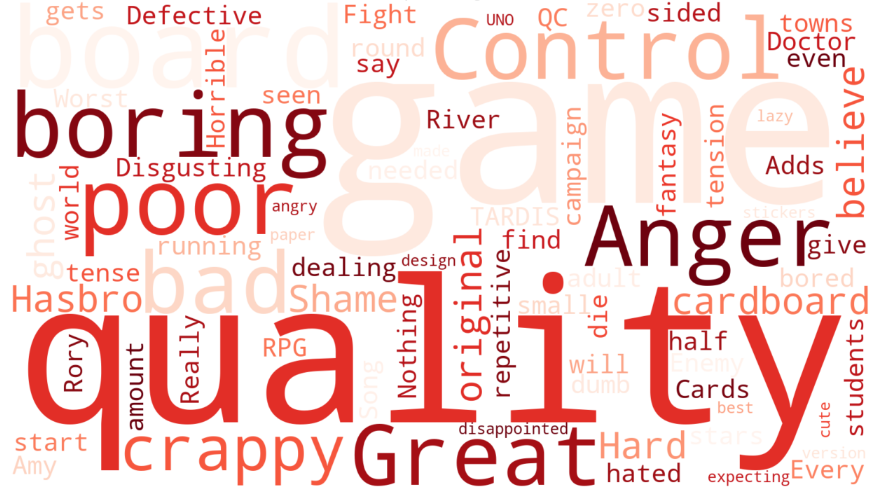 gets
Defective
Fight
UNO
QC
zero
sided
towns
board
Control
Doctor
even
round
say
Worst
Horrible
seen
game
lazy
believe
boring
River
campaign
fantasy
tension
made
Disgusting
needed
Adds
world
poor
angry
TARDIS
stickers
ghost
paper
Anger
running
original
find
give
tense
bad
dealing
design
repetitive
adult
bored
Hasbro
Shame
small
die
cardboard
quality
Nothing
Rory
amount
Really
RPG
Song
half
students
will
Enemy
dumb
Cards
best
cute
start
crappy
Great
disappointed
Hard
stars
version
Amy
hated
expecting
Every